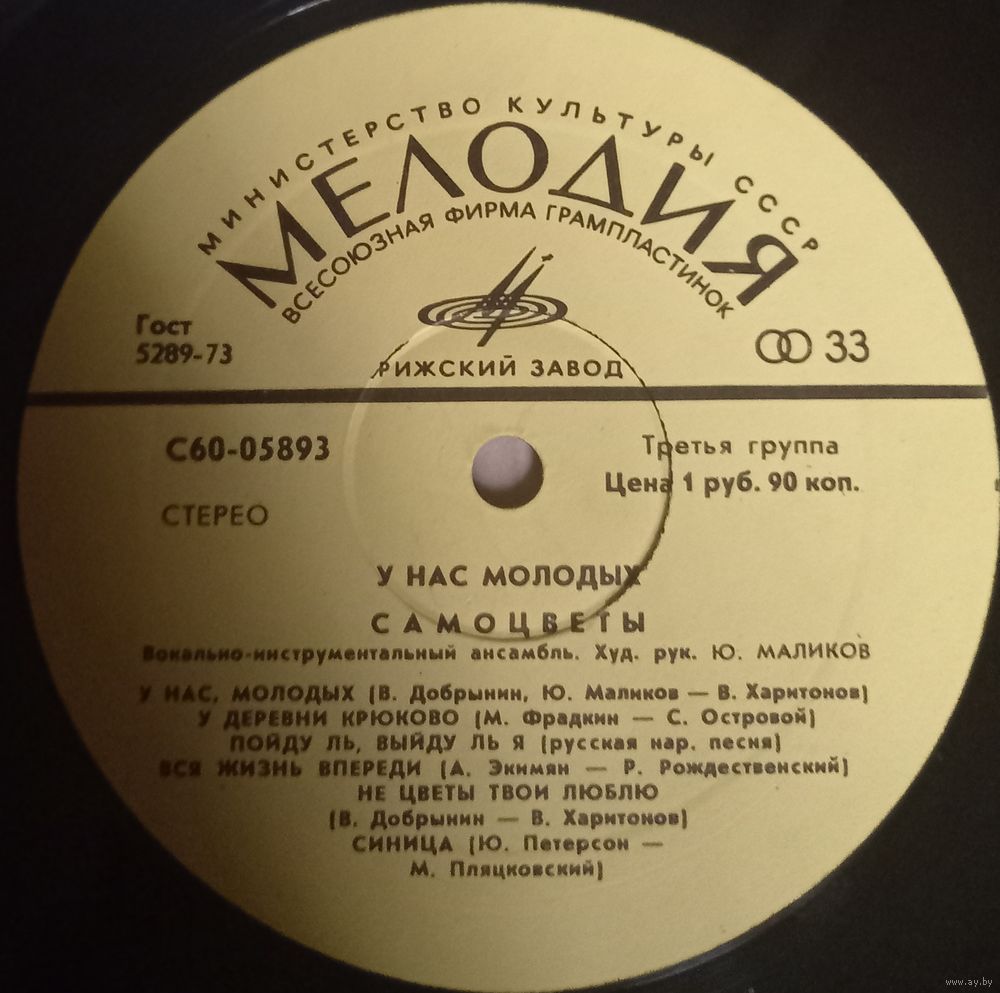 МИНИСТЕРСТВО КУЛЬТУРЫ СССР
МЕЛОДИЯ
ВСЕСОЮЗНАЯ ФИРМА ГРАМПЛАСТИНОК
Гост
5289-73
33
РИЖСКИЙ ЗАВОД
С60-05893
Третья группа
Цена 1 руб. 90 коп.
СТЕРЕО
У НАС МОЛОДЫХ
САМОЦВЕТЫ
Вокально-инструментальный ансамбль. Худ. рук. Ю. МАЛИКОВ
У НАС, МОЛОДЫХ (В. Добрынин, Ю. Маликов — В. Харитонов)
У ДЕРЕВНИ КРЮКОВО (М. Фрадкин — С. Островой)
ПОЙДУ ЛЬ, ВЫЙДУ ЛЬ Я (русская нар. песня)
ВСЯ ЖИЗНЬ ВПЕРЕДИ (А. Экимян — Р. Рождественский)
НЕ ЦВЕТЫ ТВОИ ЛЮБЛЮ
(В. Добрынин — В. Харитонов)
СИНИЦА (Ю. Петерсон —
М. Пляцковский)
www.ay.by